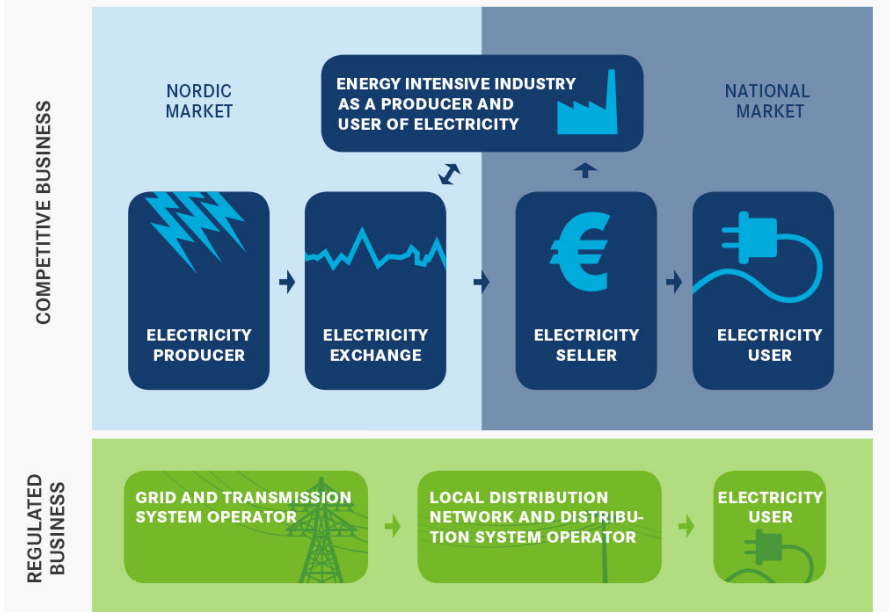 COMPETITIVE BUSINESS
NORDIC
MARKET
ENERGY INTENSIVE INDUSTRY
AS A PRODUCER AND
USER OF ELECTRICITY
NATIONAL
MARKET
ELECTRICITY
PRODUCER
ELECTRICITY
EXCHANGE
€
ELECTRICITY
SELLER
ELECTRICITY
USER
REGULATED
BUSINESS
GRID AND TRANSMISSION
SYSTEM OPERATOR
LOCAL DISTRIBUTION
NETWORK AND DISTRIBU-
TION SYSTEM OPERATOR
ELECTRICITY
USER